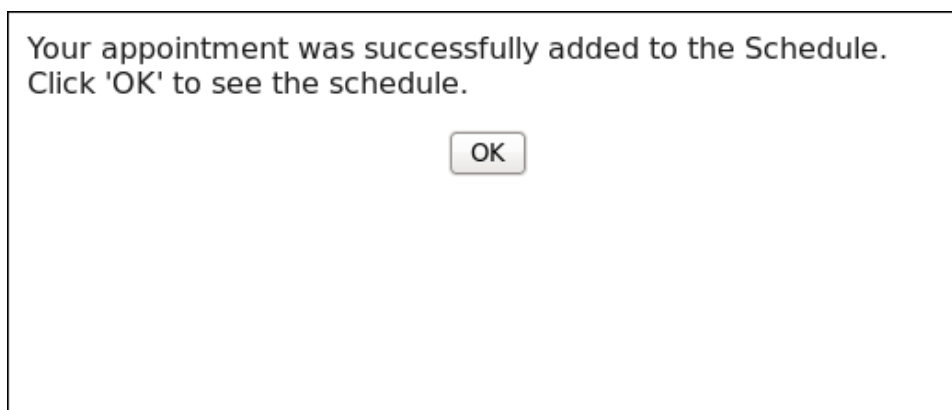 Your appointment was successfully added to the Schedule.
Click 'OK' to see the schedule.
OK